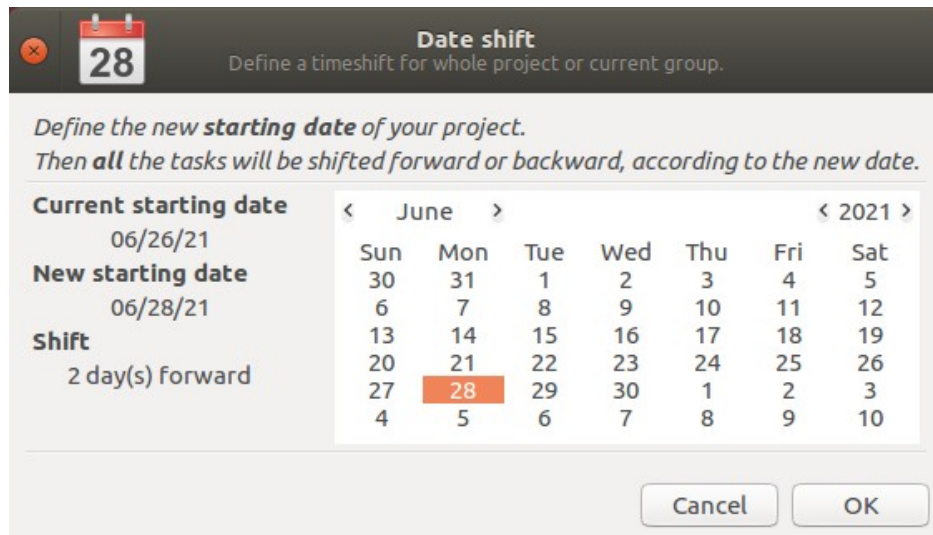 28
Date shift
Define a timeshift for whole project or current group.
Define the new starting date of your project.
Then all the tasks will be shifted forward or backward, according to the new date.
Current starting date
06/26/21
New starting date
06/28/21
Shift
2 day(s) forward
< June > < 2021 >
Sun Mon Tue Wed Thu Fri Sat
30 31 1 2 3 4 5
6 7 8 9 10 11 12
13 14 15 16 17 18 19
20 21 22 23 24 25 26
27 28 29 30 1 2 3
4 5 6 7 8 9 10
Cancel OK